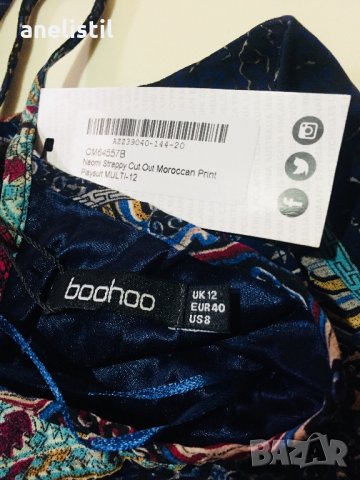 anelistil
AZZ39040-144-20
CM64557B
Naomi Strappy Cut Out Moroccan Print
Playsuit MULTI-12
boohoo
UK 12
EUR 40
US 8
BAZAR